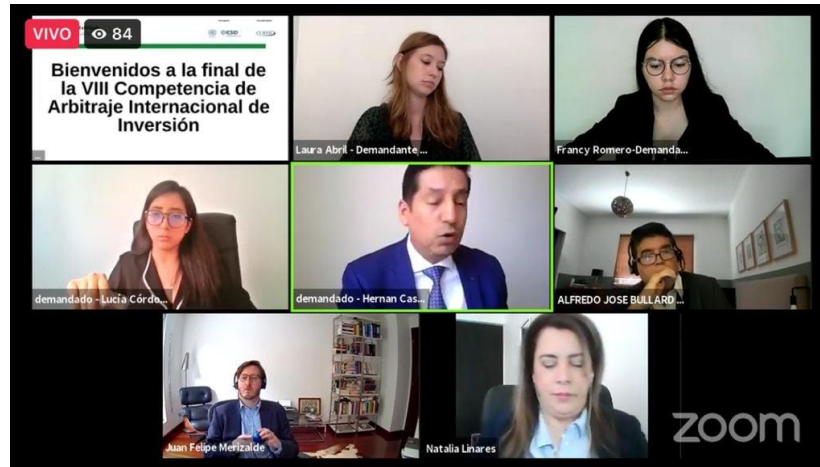 VIVO
84
ICSID
Bienvenidos a la final de
la VIII Competencia de
Arbitraje Internacional de
Inversión
Laura Abril - Demandante ...
Francy Romero-Demanda...
demandado - Lucía Córdo...
demandado - Hernan Cas...
ALFREDO JOSE BULLARD ...
Juan Felipe Merizalde
Natalia Linares
zoom